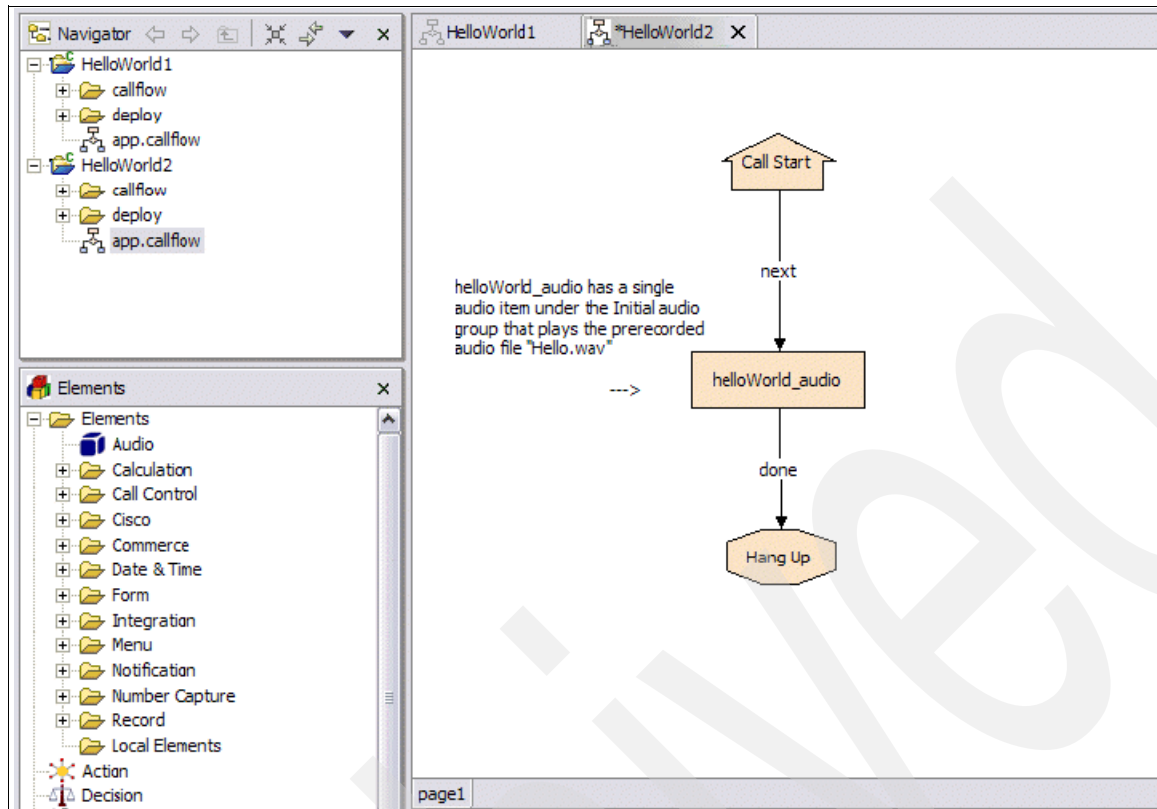 Navigator
HelloWorld1
callflow
deploy
app.callflow
HelloWorld2
callflow
deploy
app.callflow
Elements
Elements
Audio
Calculation
Call Control
Cisco
Commerce
Date & Time
Form
Integration
Menu
Notification
Number Capture
Record
Local Elements
Action
Decision
HelloWorld1
*HelloWorld2
Call Start
next
helloWorld_audio has a single
audio item under the Initial audio
group that plays the prerecorded
audio file "Hello.wav"
--->
helloWorld_audio
done
Hang Up
page1